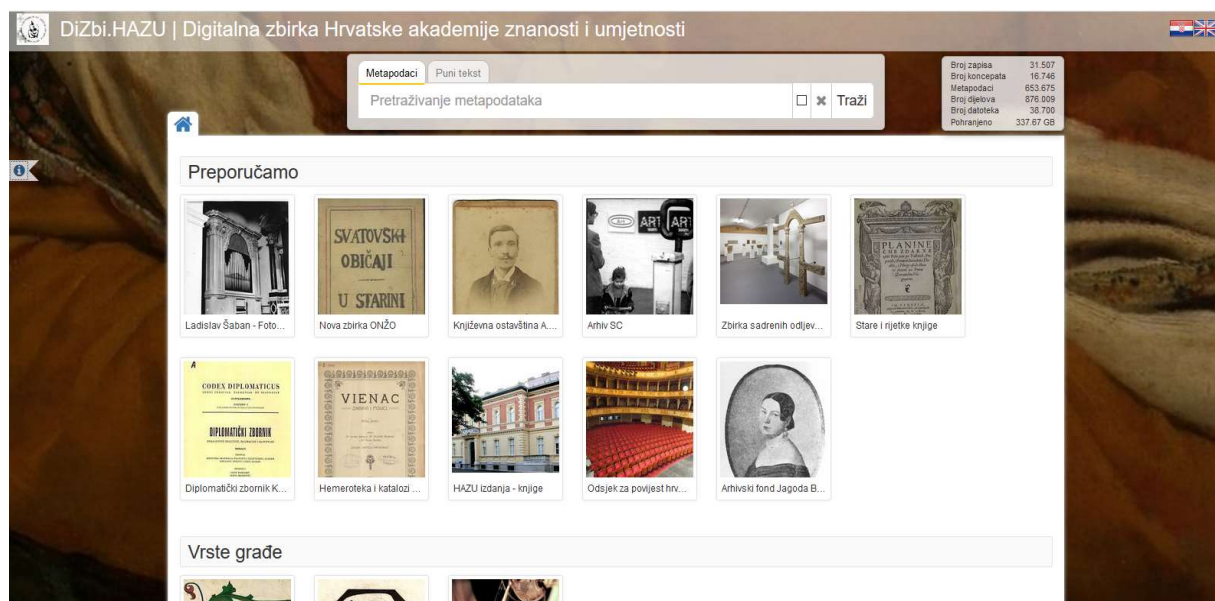 DiZbi.HAZU | Digitalna zbirka Hrvatske akademije znanosti i umjetnosti
Metapodaci Puni tekst
Pretraživanje metapodataka Traži
Broj zapisa 31.507
Broj koncepata 16.746
Metapodaci 653.675
Broj dijelova 876.009
Broj datoteka 38.700
Pohranjeno 337.67 GB
Preporučamo
SVATOVSKI
OBIČAJI
U STARINI
ART ART
PLANINE
Ladislav Šaban - Foto...
Nova zbirka ONŽO
Književna ostavština A....
Arhiv SC
Zbirka sadrenih odljev...
Stare i rijetke knjige
A
CODEX DIPLOMATICUS
DIPLOMATIČKI ZBORNIK
VIENAC
Diplomatički zbornik K...
Hemeroteka i katalozi ...
HAZU izdanja - knjige
Odsjek za povijest hrv...
Arhivski fond Jagoda B...
Vrste građe